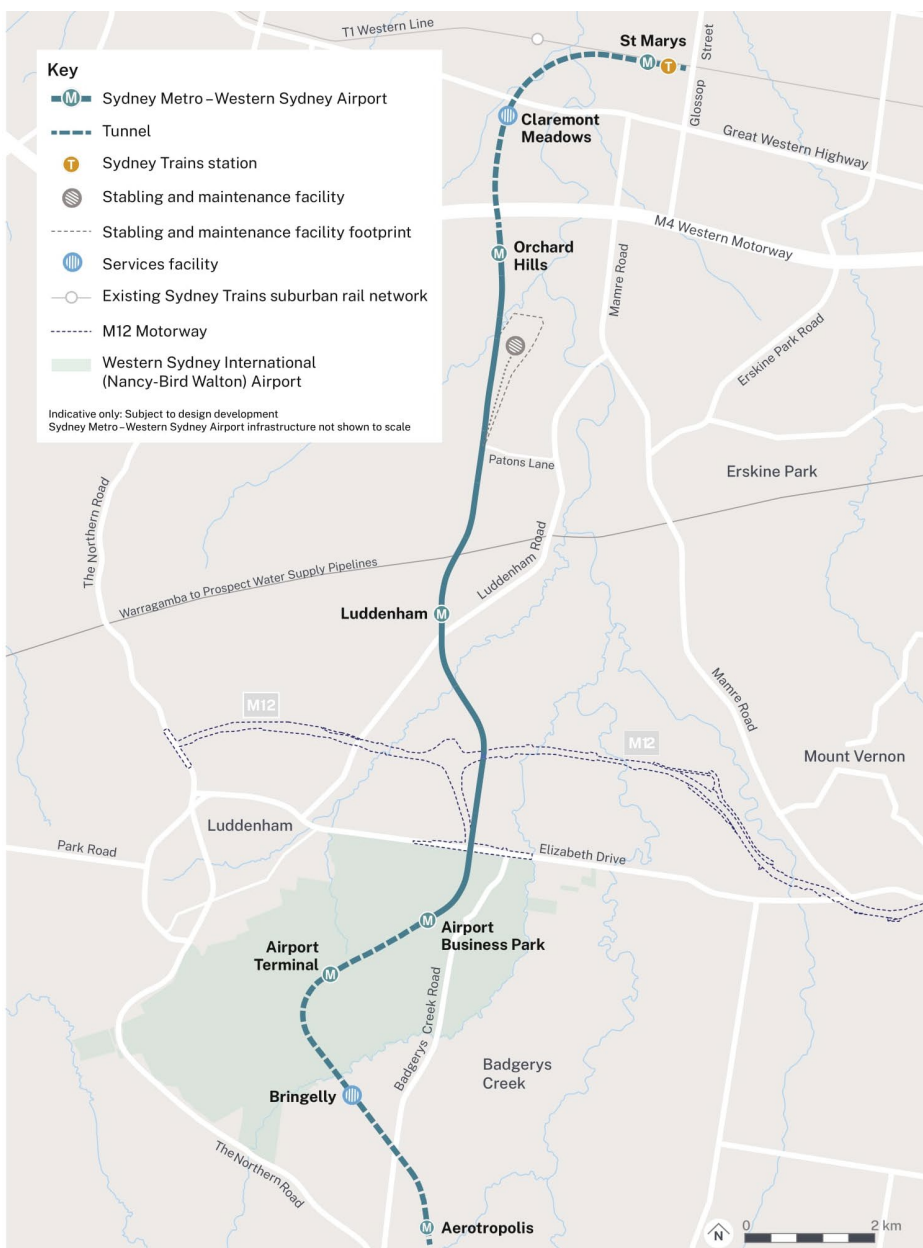 T1 Western Line
St Marys
Glossop Street
M
T
Key
M
Sydney Metro – Western Sydney Airport
Tunnel
T
Sydney Trains station
Stabling and maintenance facility
Stabling and maintenance facility footprint
Services facility
Existing Sydney Trains suburban rail network
M12 Motorway
Western Sydney International
(Nancy-Bird Walton) Airport
Indicative only: Subject to design development
Sydney Metro – Western Sydney Airport infrastructure not shown to scale
Claremont
Meadows
Great Western Highway
M4 Western Motorway
M
Orchard
Hills
Mamre Road
Erskine Park Road
Patons Lane
Erskine Park
The Northern Road
Warragamba to Prospect Water Supply Pipelines
Luddenham Road
Luddenham
M
Mamre Road
M12
M12
Mount Vernon
Luddenham
Park Road
Elizabeth Drive
M
Airport
Business Park
Airport
Terminal
M
Badgerys Creek Road
Badgerys
Creek
Bringelly
The Northern Road
M
Aerotropolis
N
0
2 km